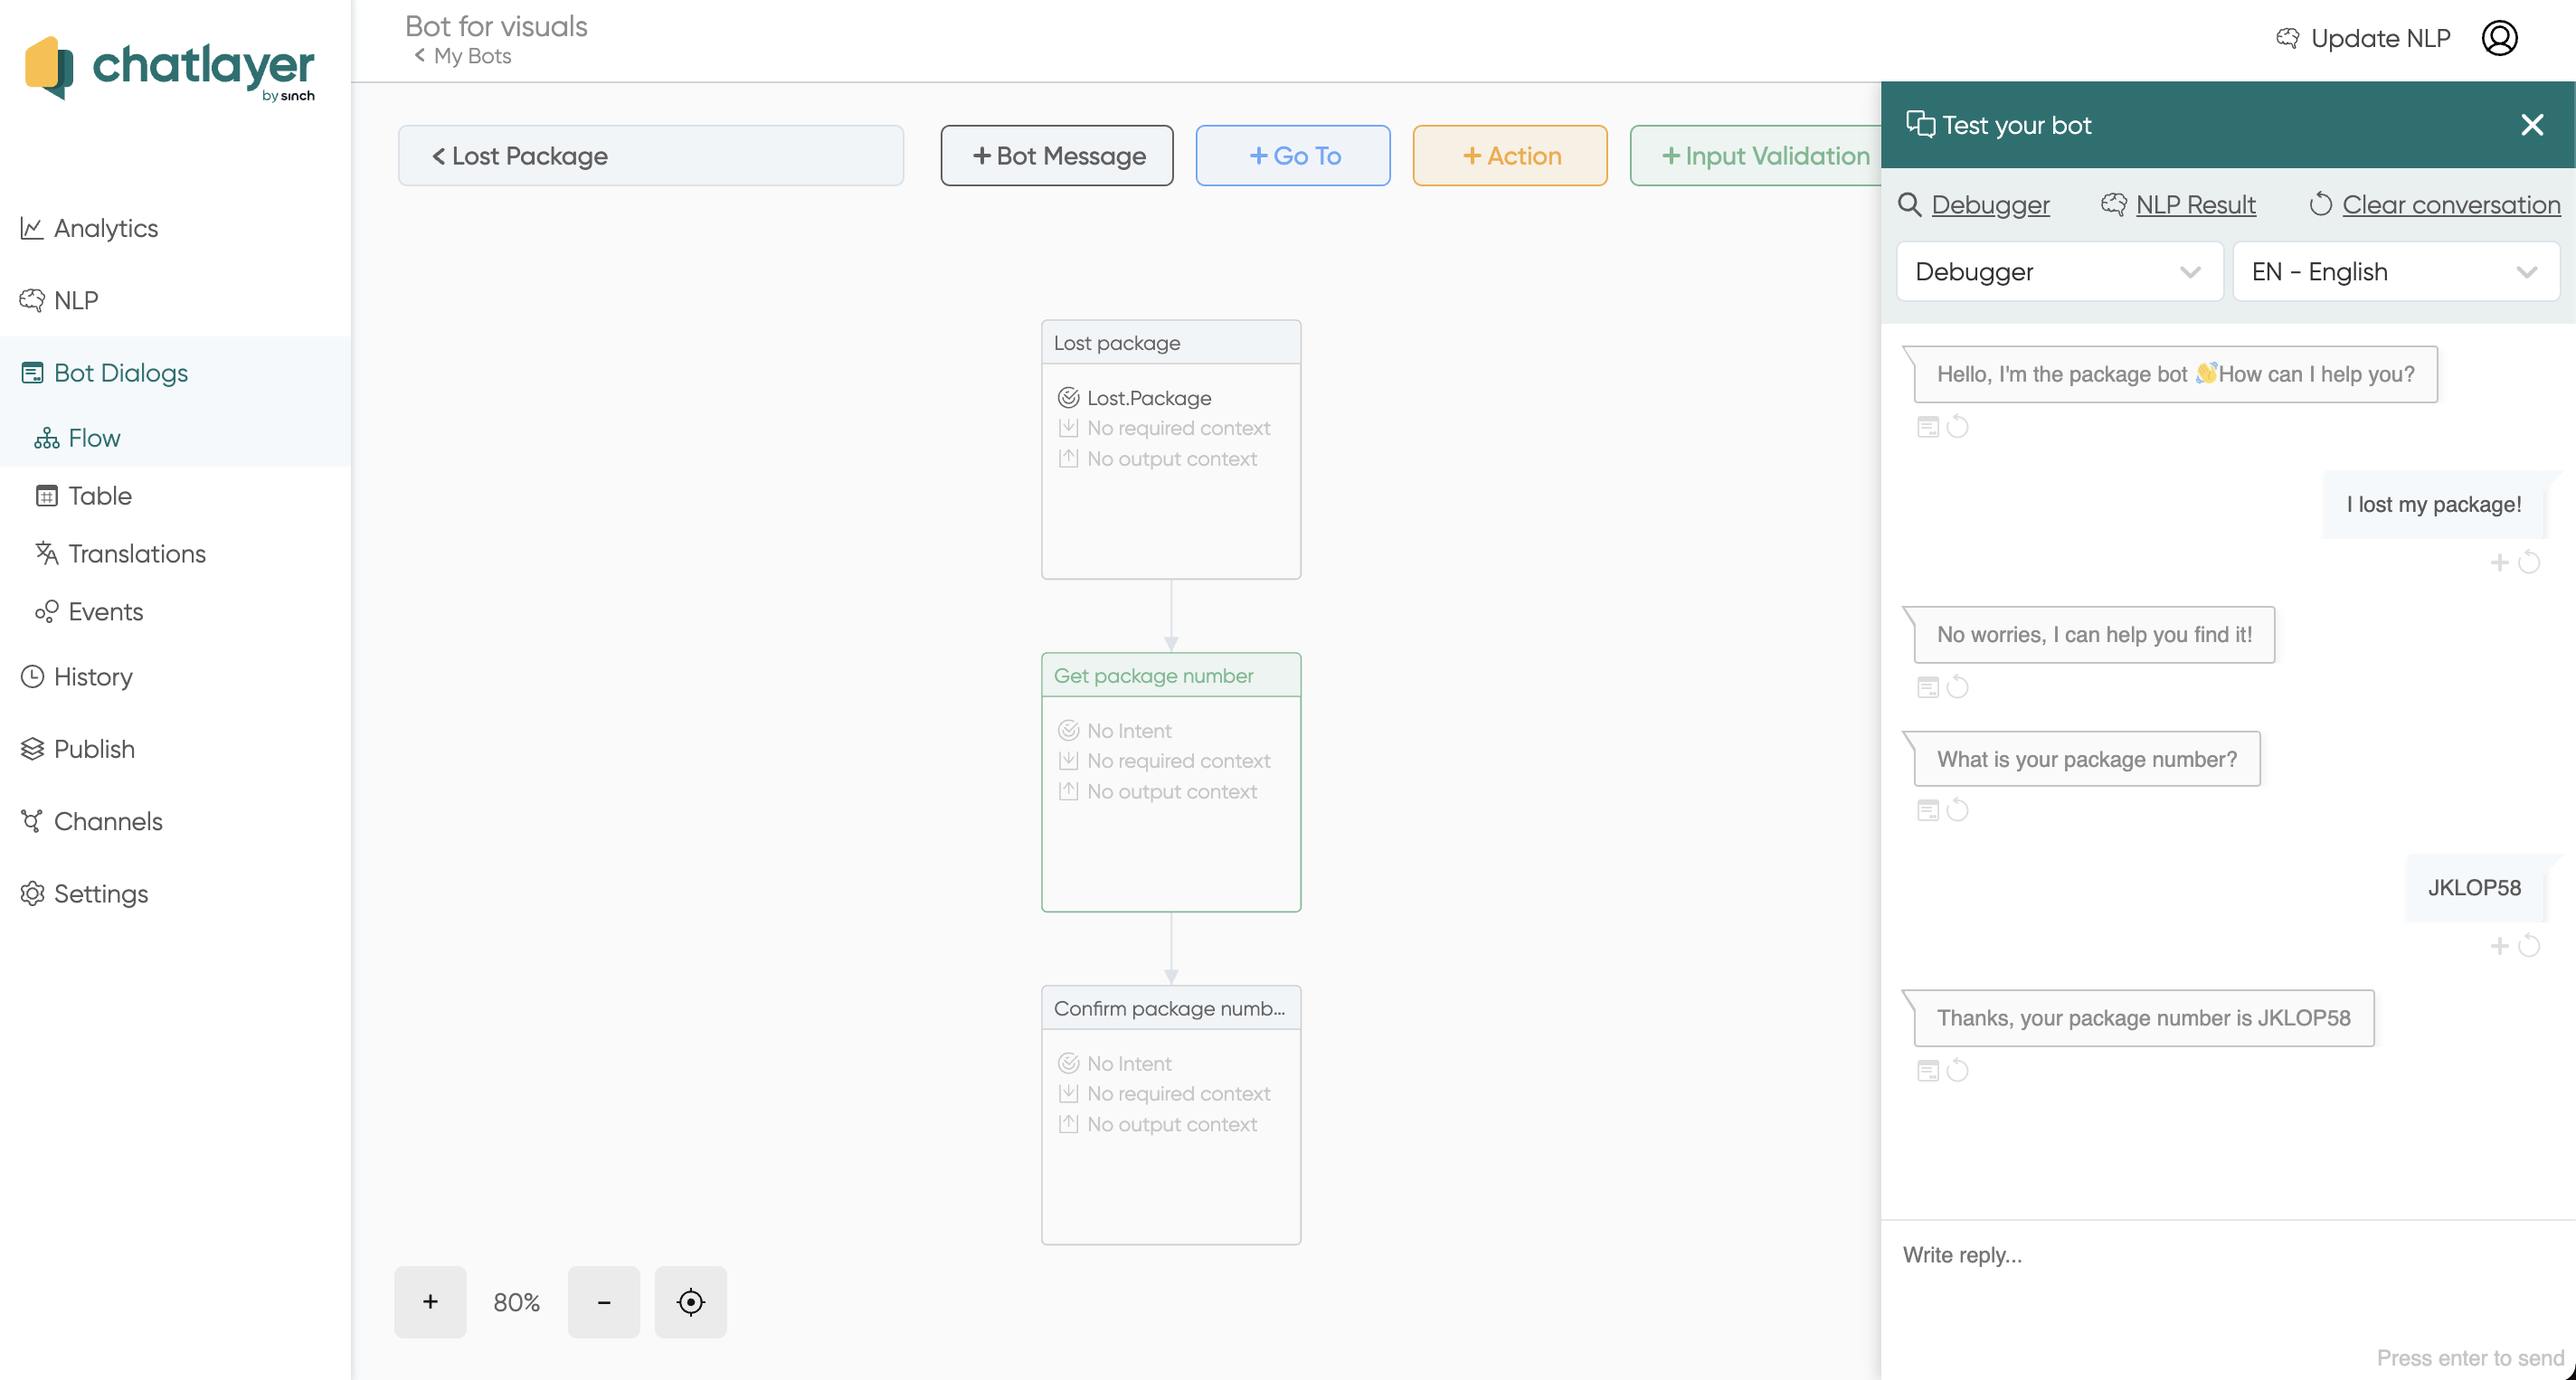 chatlayer
by sinch
Analytics
NLP
Bot Dialogs
Flow
Table
Translations
Events
History
Publish
Channels
Settings
Bot for visuals
< My Bots
Update NLP
< Lost Package
+ Bot Message
+ Go To
+ Action
+ Input Validation
Lost package
Lost.Package
No required context
No output context
Get package number
No Intent
No required context
No output context
Confirm package numb...
No Intent
No required context
No output context
+ 80% -
Test your bot
Debugger
NLP Result
Clear conversation
Debugger
EN - English
Hello, I'm the package bot 👋How can I help you?
I lost my package!
No worries, I can help you find it!
What is your package number?
JKLOP58
Thanks, your package number is JKLOP58
Write reply...
Press enter to send